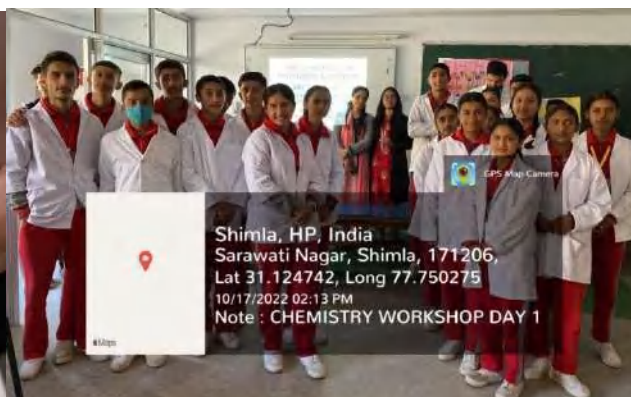 GPS Map Camera
Shimla, HP, India
Sarawati Nagar, Shimla, 171206,
Lat 31.124742, Long 77.750275
10/17/2022 02:13 PM
Note : CHEMISTRY WORKSHOP DAY 1
Maps